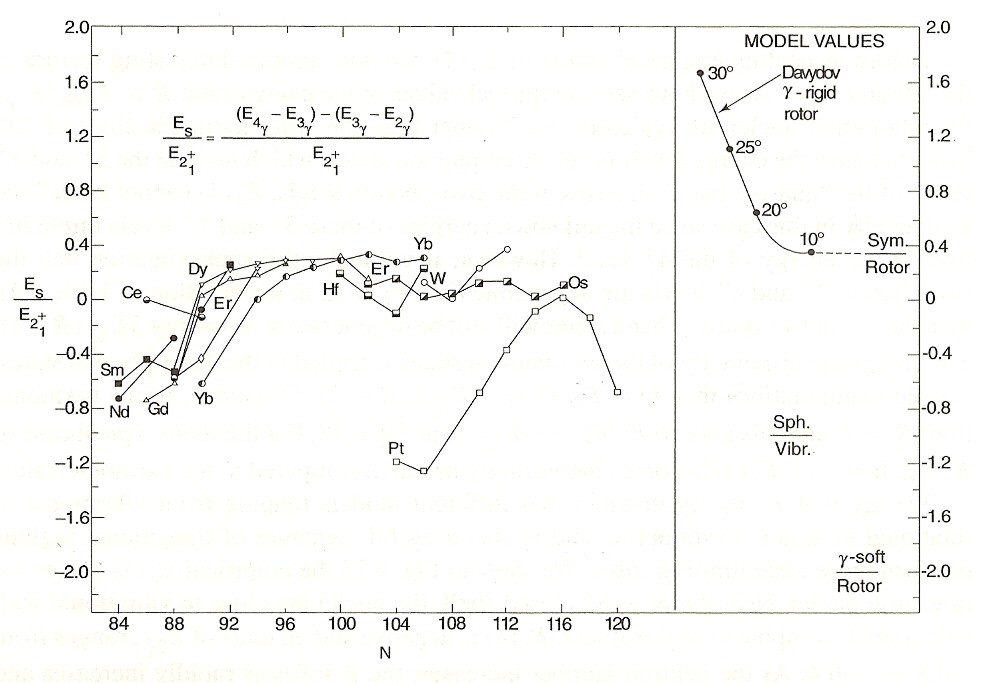 2.0
1.6
1.2
0.8
0.4
0
-0.4
-0.8
-1.2
-1.6
-2.0
E_S
E_{2_1^+}
E_S / E_{2_1^+} = (E_{4γ} – E_{3γ}) – (E_{3γ} – E_{2γ}) / E_{2_1^+}
Dy
Ce
Er
Sm
Nd
Gd
Yb
Yb
Er
W
Hf
Os
Pt
84 88 92 96 100 104 108 112 116 120
N
MODEL VALUES
30°
Davydov
γ - rigid
rotor
25°
20°
10°
Sym.
Rotor
Sph.
Vibr.
γ-soft
Rotor
2.0
1.6
1.2
0.8
0.4
0
-0.4
-0.8
-1.2
-1.6
-2.0